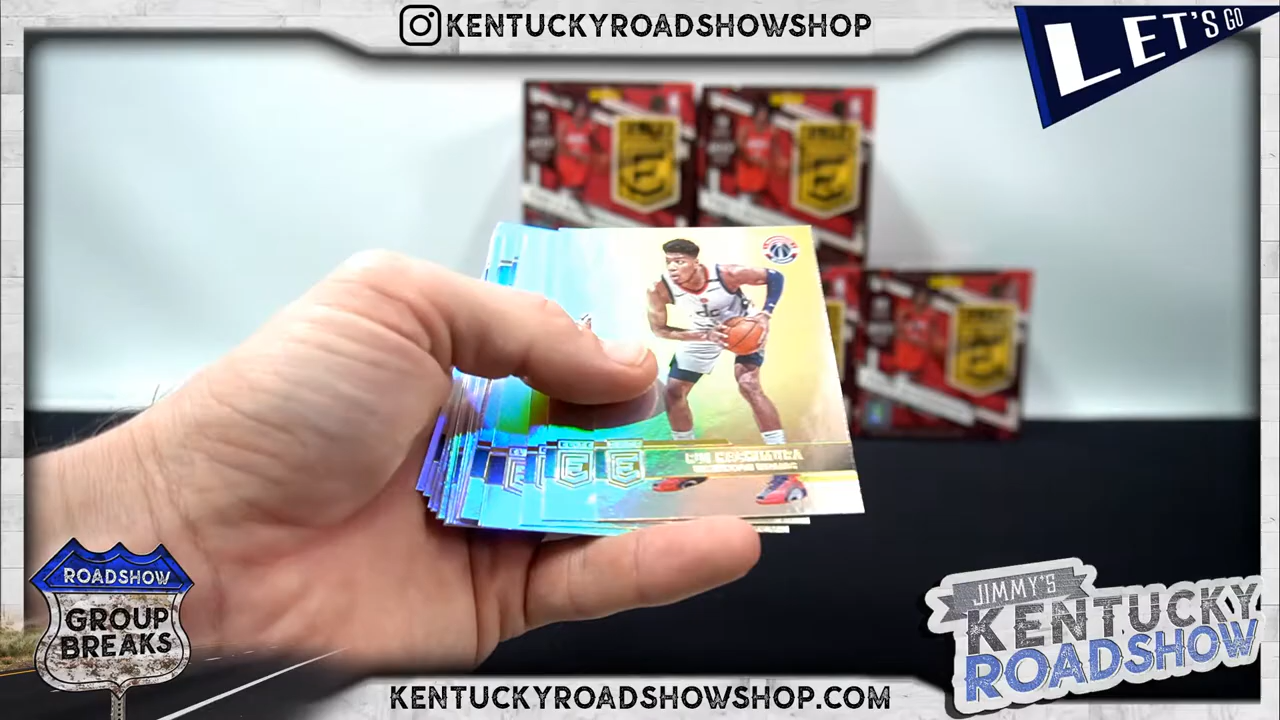 KENTUCKYROADSHOWSHOP
LET'S GO
ROADSHOW
GROUP
BREAKS
JIMMY'S
KENTUCKY
ROADSHOW
KENTUCKYROADSHOWSHOP.COM